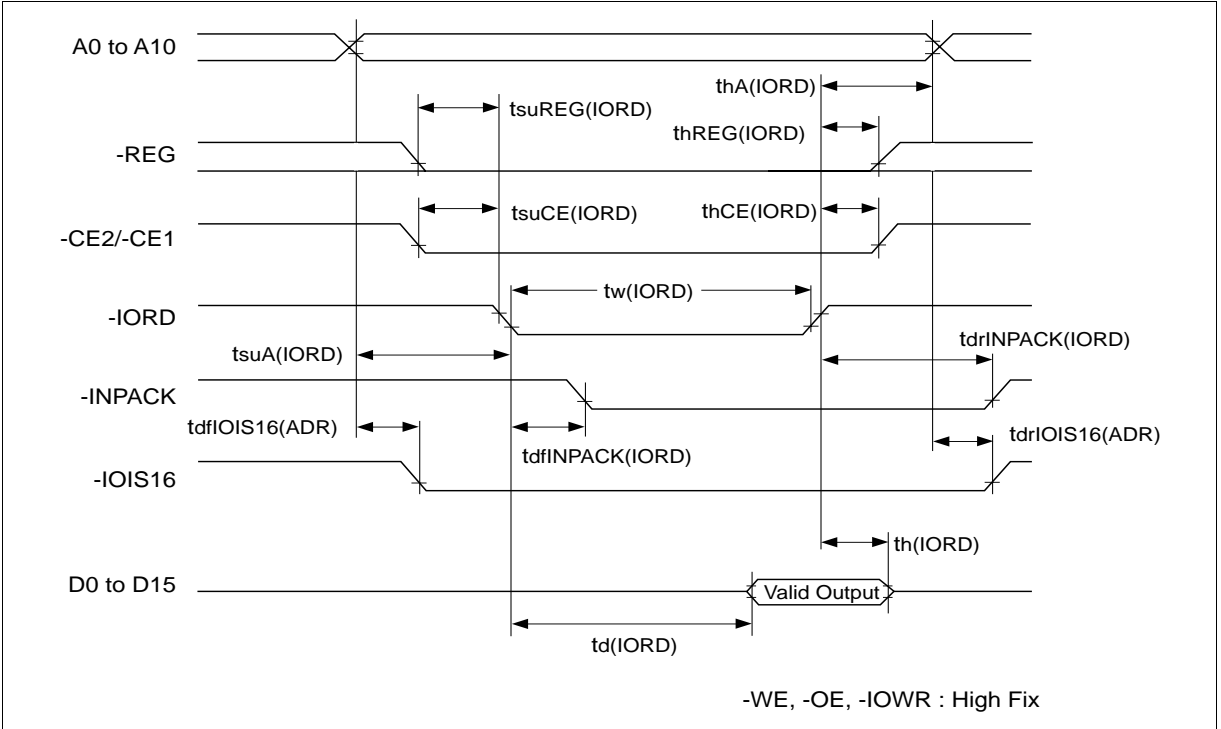 A0 to A10
thA(IORD)
tsuREG(IORD)
thREG(IORD)
-REG
tsuCE(IORD)
thCE(IORD)
-CE2/-CE1
tw(IORD)
-IORD
tdrINPACK(IORD)
tsuA(IORD)
-INPACK
tdfIOIS16(ADR)
tdrIOIS16(ADR)
tdfINPACK(IORD)
-IOIS16
th(IORD)
D0 to D15
Valid Output
td(IORD)
-WE, -OE, -IOWR : High Fix